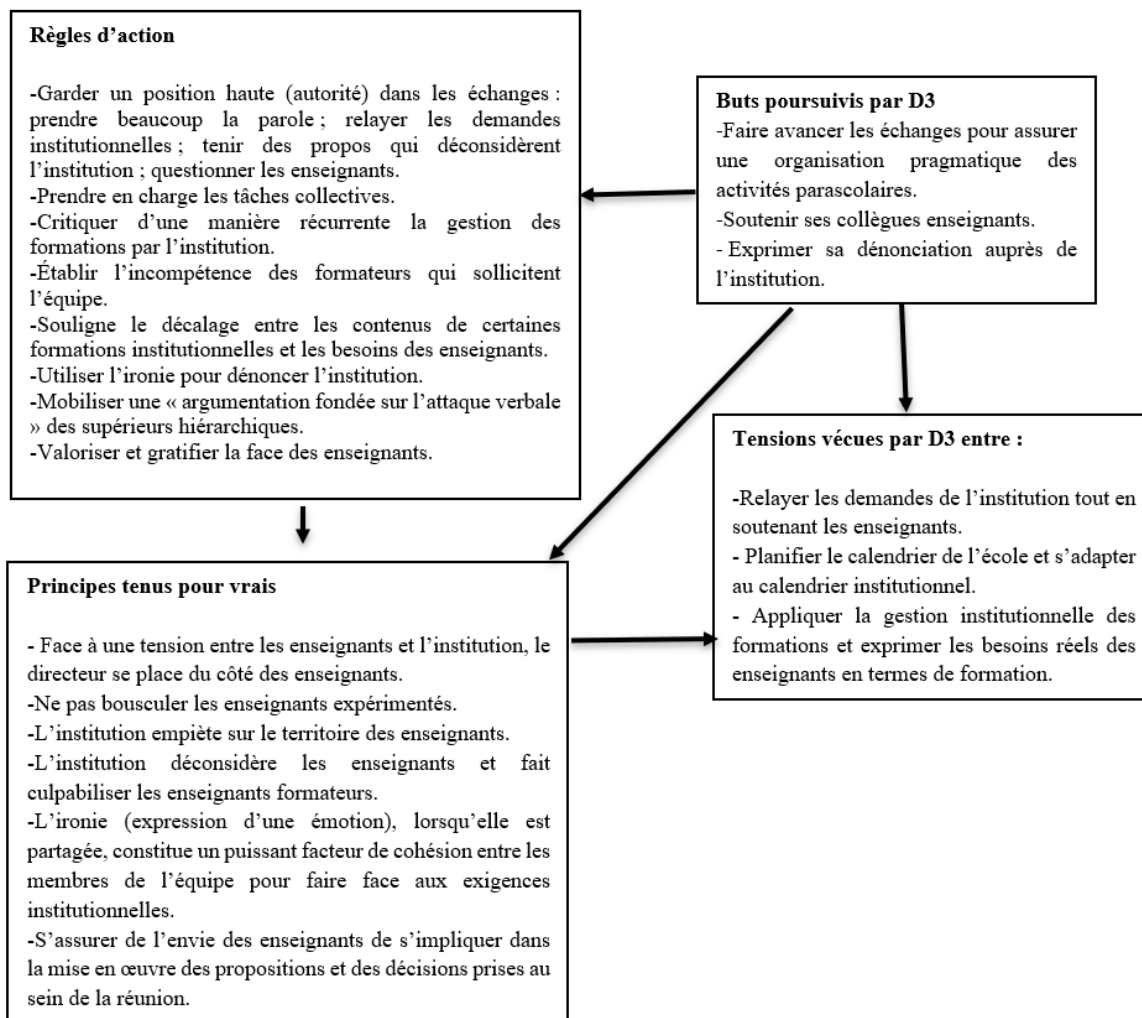 Règles d’action
-Garder un position haute (autorité) dans les échanges :
prendre beaucoup la parole ; relayer les demandes
institutionnelles ; tenir des propos qui déconsidèrent
l’institution ; questionner les enseignants.
-Prendre en charge les tâches collectives.
-Critiquer d’une manière récurrente la gestion des
formations par l’institution.
-Établir l’incompétence des formateurs qui sollicitent
l’équipe.
-Souligne le décalage entre les contenus de certaines
formations institutionnelles et les besoins des enseignants.
-Utiliser l’ironie pour dénoncer l’institution.
-Mobiliser une « argumentation fondée sur l’attaque verbale
» des supérieurs hiérarchiques.
-Valoriser et gratifier la face des enseignants.
Buts poursuivis par D3
-Faire avancer les échanges pour assurer
une organisation pragmatique des
activités parascolaires.
-Soutenir ses collègues enseignants.
- Exprimer sa dénonciation auprès de
l’institution.
Tensions vécues par D3 entre :
-Relayer les demandes de l’institution tout en
soutenant les enseignants.
- Planifier le calendrier de l’école et s’adapter
au calendrier institutionnel.
- Appliquer la gestion institutionnelle des
formations et exprimer les besoins réels des
enseignants en termes de formation.
Principes tenus pour vrais
- Face à une tension entre les enseignants et l’institution, le
directeur se place du côté des enseignants.
-Ne pas bousculer les enseignants expérimentés.
-L’institution empiète sur le territoire des enseignants.
-L’institution déconsidère les enseignants et fait
culpabiliser les enseignants formateurs.
-L’ironie (expression d’une émotion), lorsqu’elle est
partagée, constitue un puissant facteur de cohésion entre les
membres de l’équipe pour faire face aux exigences
institutionnelles.
-S’assurer de l’envie des enseignants de s’impliquer dans
la mise en œuvre des propositions et des décisions prises au
sein de la réunion.